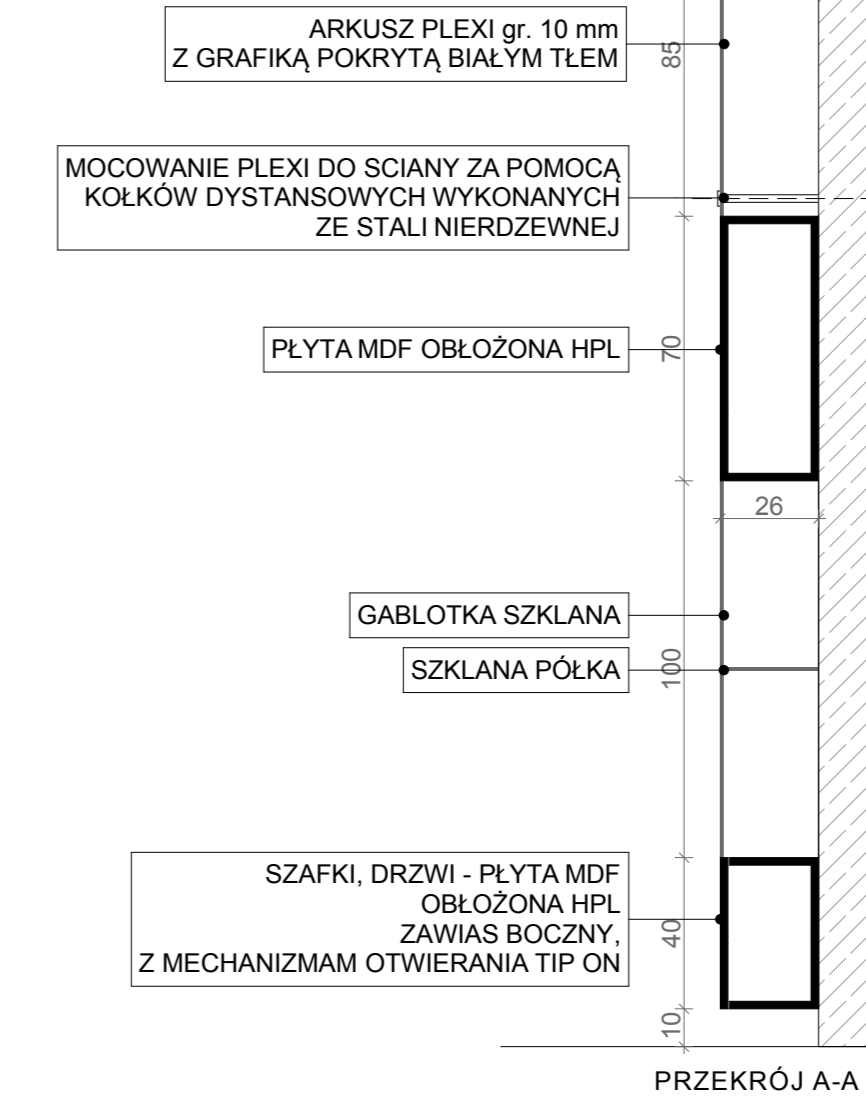 ARKUSZ PLEXI gr. 10 mm
Z GRAFIKĄ POKRYTĄ BIAŁYM TŁEM
85
MOCOWANIE PLEXI DO SCIANY ZA POMOCĄ
KOŁKÓW DYSTANSOWYCH WYKONANYCH
ZE STALI NIERDZEWNEJ
PŁYTA MDF OBŁOŻONA HPL
70
26
GABLOTKA SZKLANA
SZKLANA PÓŁKA
100
SZAFKI, DRZWI - PŁYTA MDF
OBŁOŻONA HPL
ZAWIAS BOCZNY,
Z MECHANIZMAM OTWIERANIA TIP ON
40
10
PRZEKRÓJ A-A